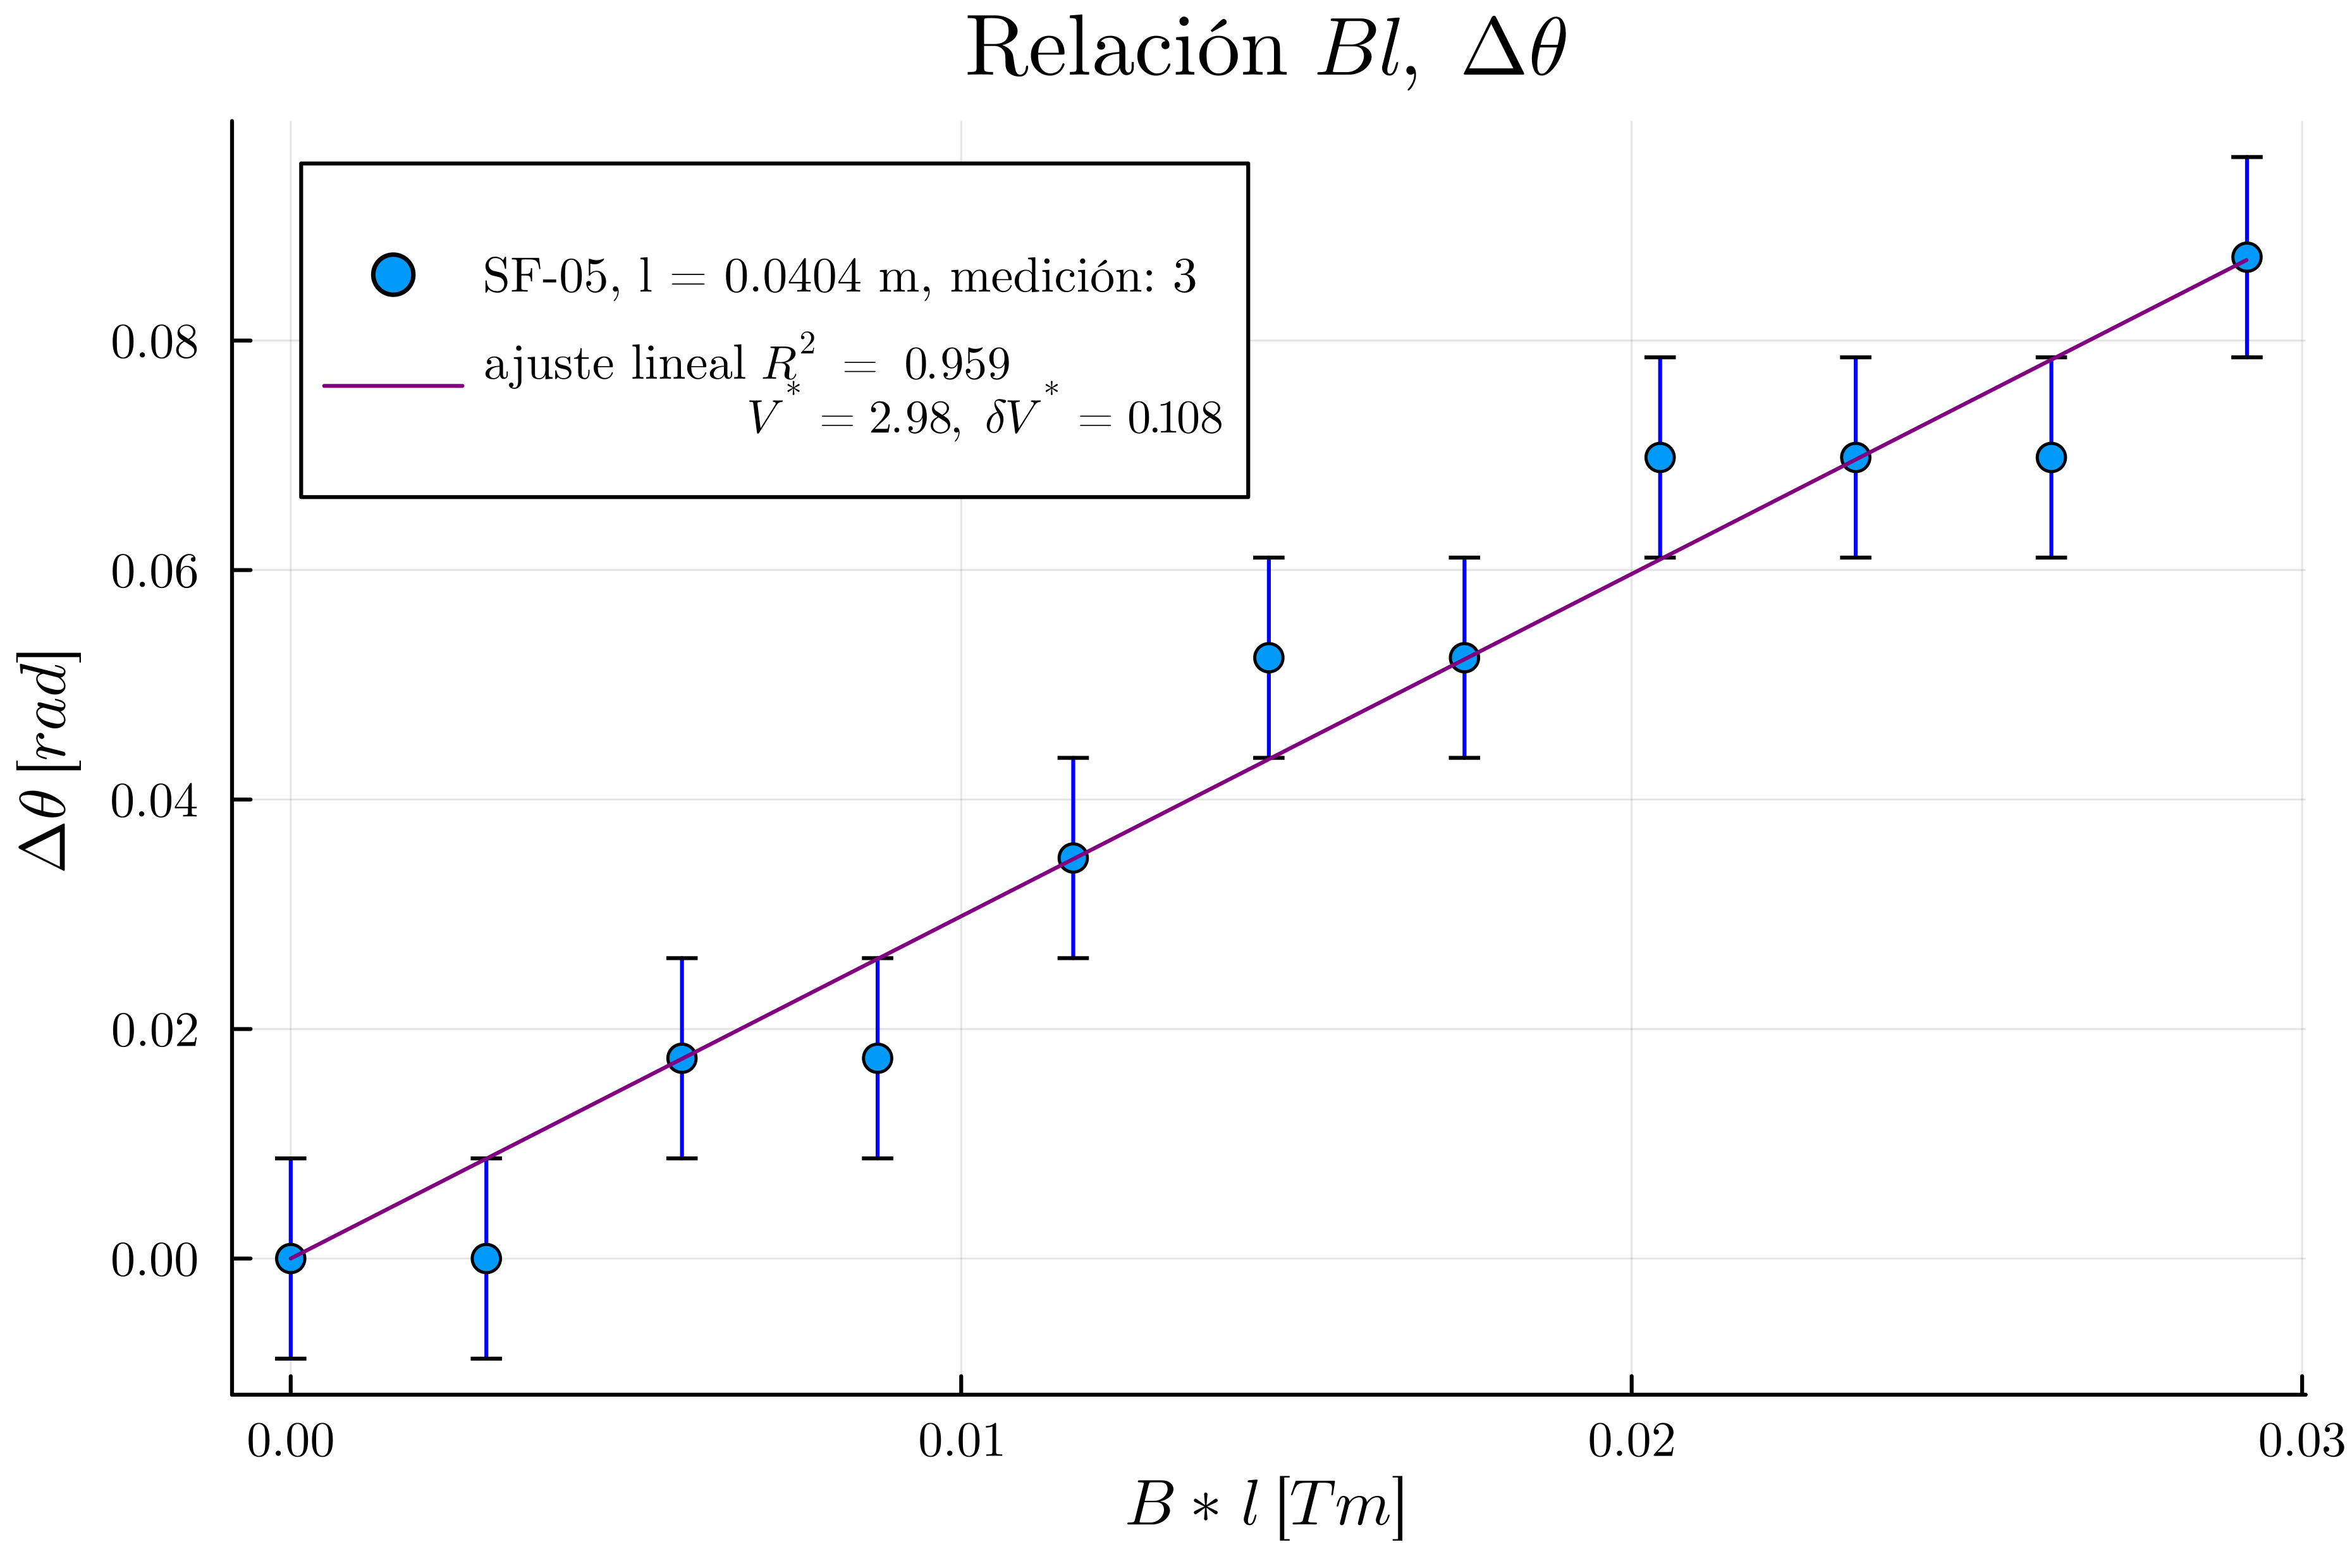 Relación Bl, Δθ
SF-05, l = 0.0404 m, medición: 3
ajuste lineal R² = 0.959
V* = 2.98, δV* = 0.108
Δθ [rad]
0.08
0.06
0.04
0.02
0.00
0.00 0.01 0.02 0.03
B * l [Tm]